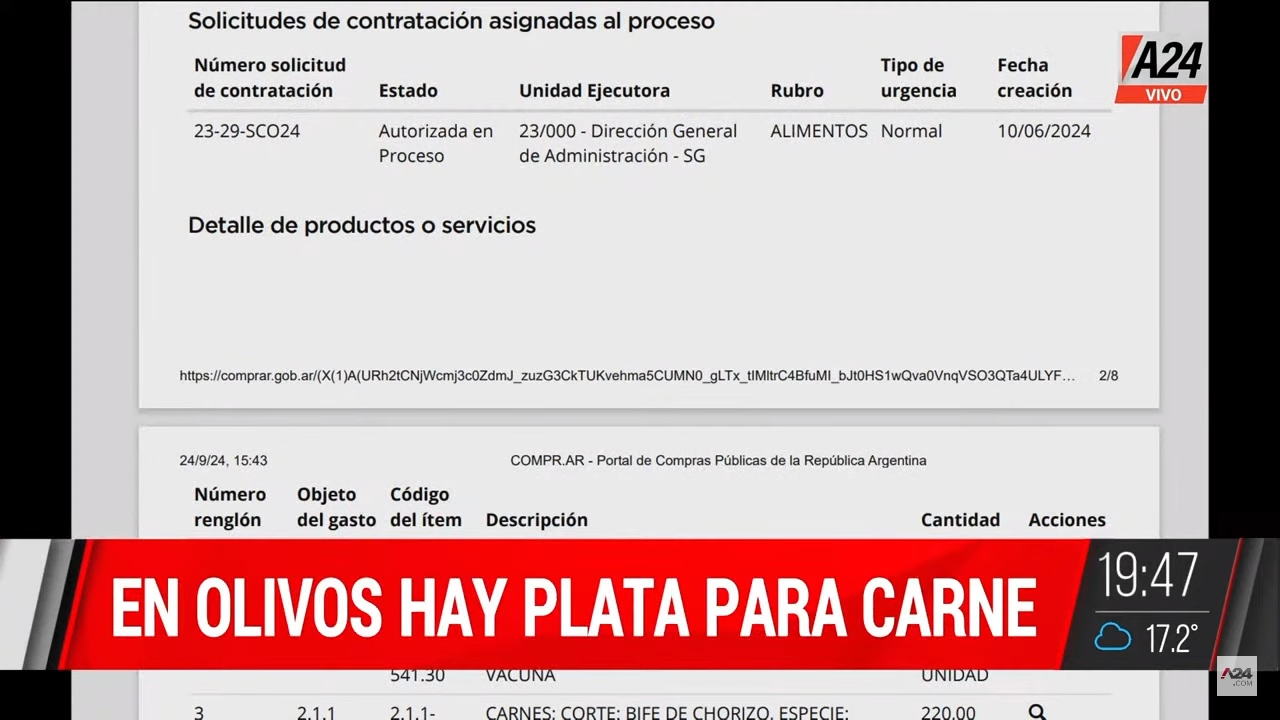 Solicitudes de contratación asignadas al proceso
A24
VIVO
Número solicitud de contratación Estado Unidad Ejecutora Rubro Tipo de urgencia Fecha creación
23-29-SCO24 Autorizada en Proceso 23/000 - Dirección General de Administración - SG ALIMENTOS Normal 10/06/2024
Detalle de productos o servicios
https://comprar.gob.ar/(X(1)A(URh2tCNjWcmj3c0ZdmJ_zuzG3CkTUKvehma5CUMN0_gLTx_tIMltrC4BfuMI_bJt0HS1wQva0VnqVSO3QTa4ULYF… 2/8
24/9/24, 15:43 COMPR.AR - Portal de Compras Públicas de la República Argentina
Número renglón Objeto del gasto Código del ítem Descripción Cantidad Acciones
EN OLIVOS HAY PLATA PARA CARNE
19:47
17.2°
541.30 VACUNA UNIDAD
3 2.1.1 2.1.1- CARNES; CORTE: BIFE DE CHORIZO, ESPECIE: 220,00
A24
.COM